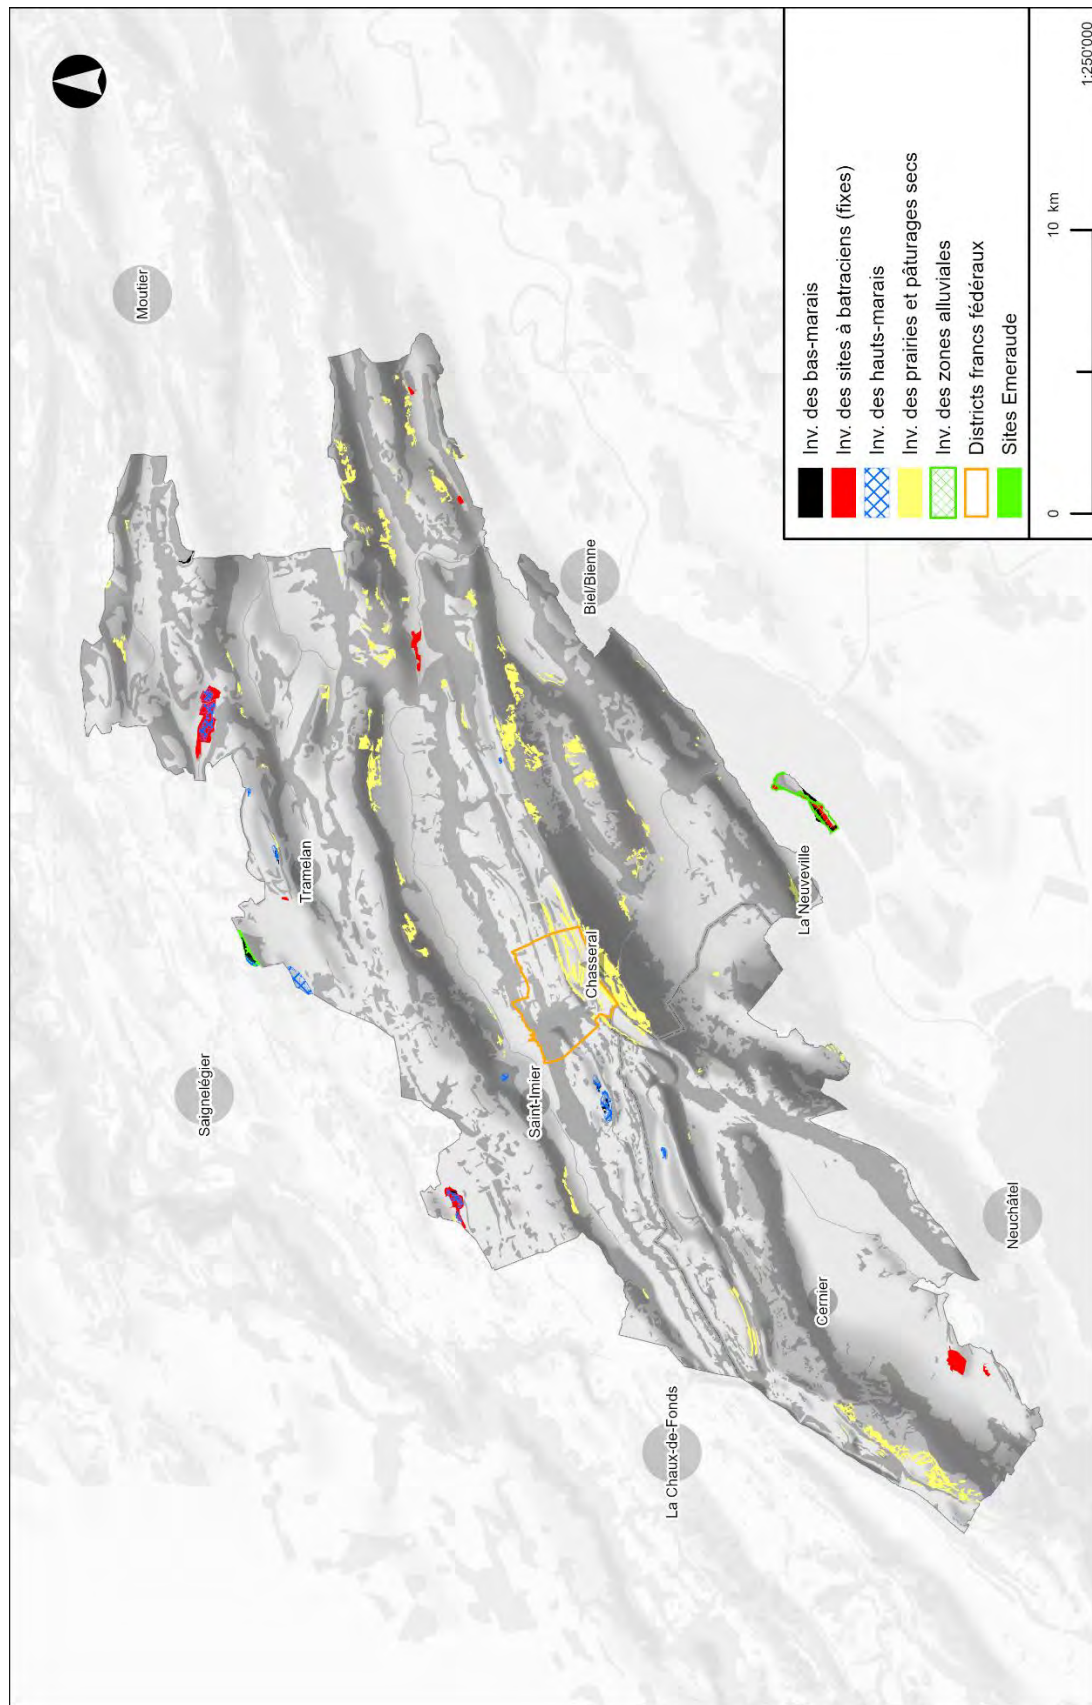 Moutier
Saignelégier
Tramelan
Biel/Bienne
Saint-Imier
Chasseral
La Chaux-de-Fonds
La Neuveville
Cernier
Neuchâtel
Inv. des bas-marais
Inv. des sites à batraciens (fixes)
Inv. des hauts-marais
Inv. des prairies et pâturages secs
Inv. des zones alluviales
Districts francs fédéraux
Sites Emeraude
0
10 km
1:250'000